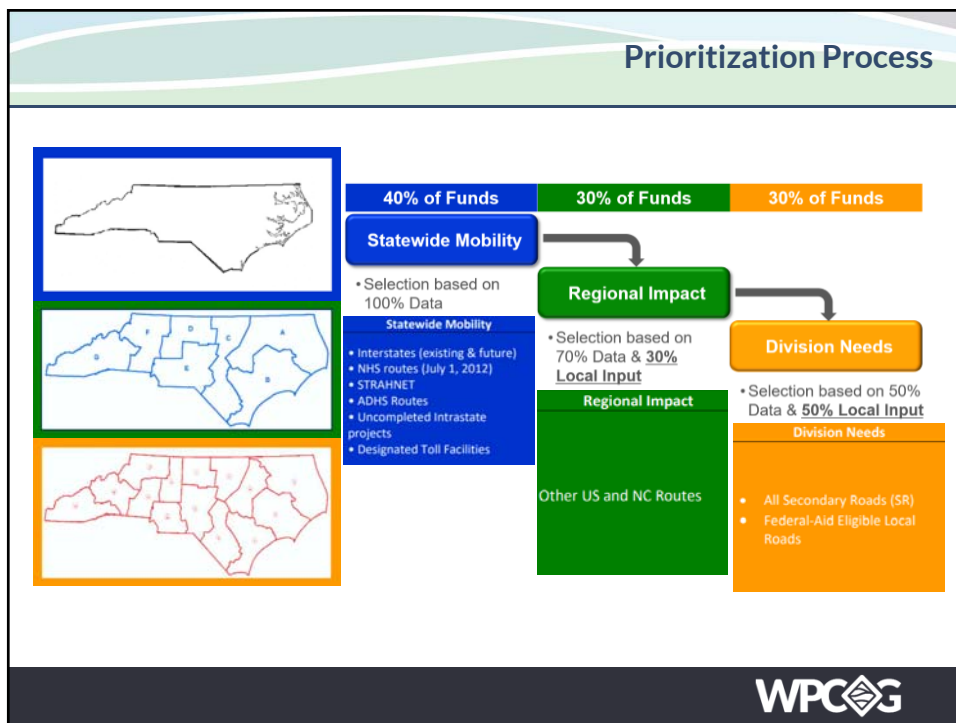 Prioritization Process
40% of Funds
30% of Funds
30% of Funds
Statewide Mobility
• Selection based on
100% Data
Statewide Mobility
• Interstates (existing & future)
• NHS routes (July 1, 2012)
• STRAHNET
• ADHS Routes
• Uncompleted Intrastate
projects
• Designated Toll Facilities
Regional Impact
• Selection based on
70% Data & 30%
Local Input
Regional Impact
Other US and NC Routes
Division Needs
• Selection based on 50%
Data & 50% Local Input
Division Needs
• All Secondary Roads (SR)
• Federal-Aid Eligible Local
Roads
F
D
C
A
G
E
B
WPCOG